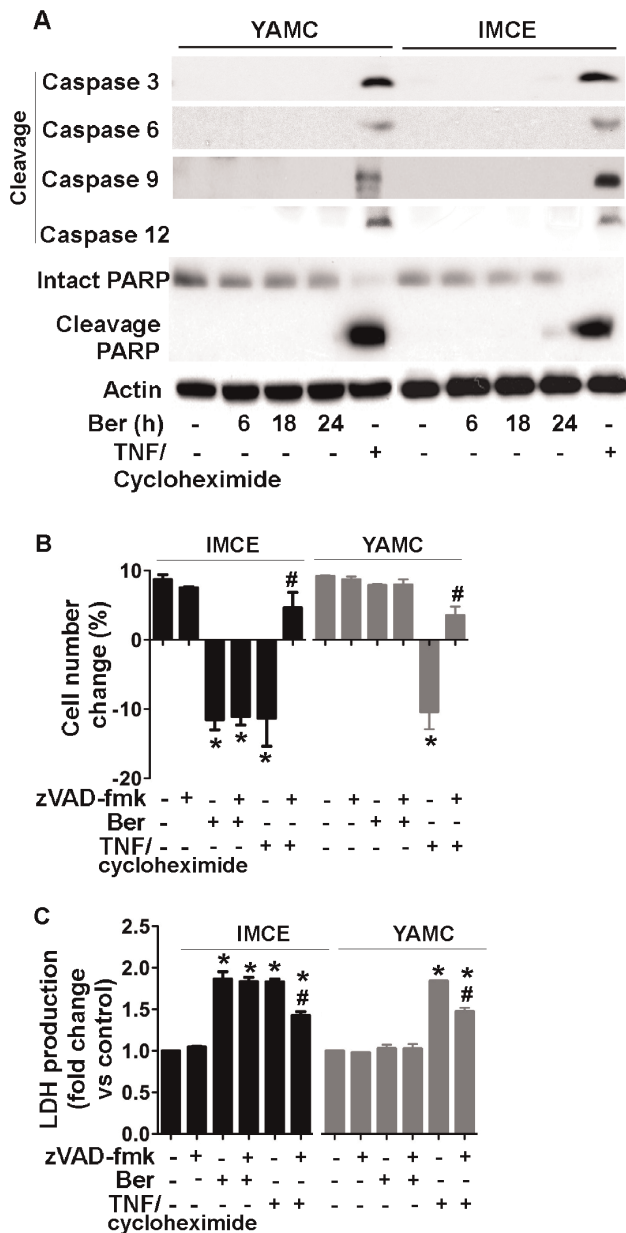 A
YAMC IMCE
Cleavage
Caspase 3
Caspase 6
Caspase 9
Caspase 12
Intact PARP
Cleavage
PARP
Actin
Ber (h) - 6 18 24 - - 6 18 24 -
TNF/ - - - - + - - - - +
Cycloheximide
B
IMCE YAMC
Cell number
change (%)
10
0
-10
-20
* * * # * #
zVAD-fmk - + - + - + - + - + - +
Ber - - + + - - - - + + - -
TNF/ - - - - + + - - - - + +
cycloheximide
C
IMCE YAMC
LDH production
(fold change
vs control)
2.5
2.0
1.5
1.0
0.5
0.0
* * * * # * * #
zVAD-fmk - + - + - + - + - + - +
Ber - - + + - - - - + + - -
TNF/ - - - - + + - - - - + +
cycloheximide